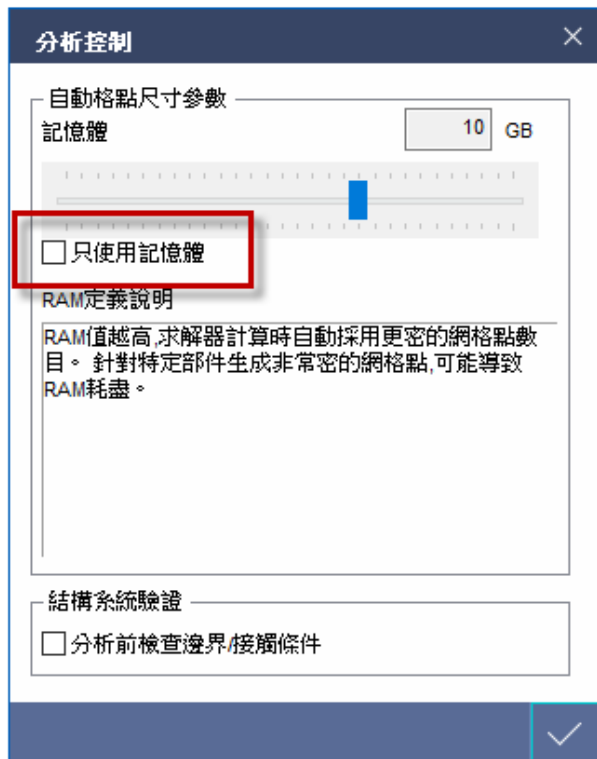 分析控制
自動格點尺寸參數
記憶體 10 GB
只使用記憶體
RAM定義說明
RAM值越高,求解器計算時自動採用更密的網格點數
目。 針對特定部件生成非常密的網格點,可能導致
RAM耗盡。
結構系統驗證
分析前檢查邊界/接觸條件